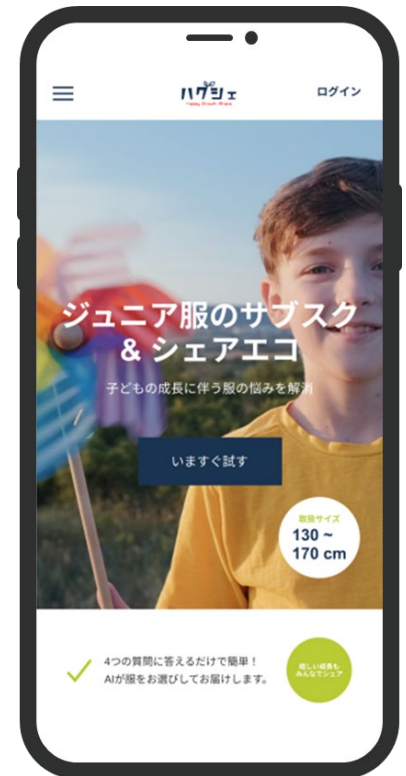 ハグシェ
Happy Growth Share
ログイン
ジュニア服のサブスク
& シェアエコ
子どもの成長に伴う服の悩みを解消
いますぐ試す
取扱サイズ
130 ~
170 cm
4つの質問に答えるだけで簡単！
AIが服をお選びしてお届けします。
嬉しい成長も
みんなでシェア